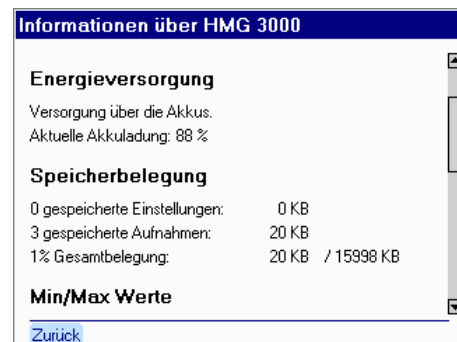 Informationen über HMG 3000
Energieversorgung
Versorgung über die Akkus.
Aktuelle Akkuladung: 88 %
Speicherbelegung
0 gespeicherte Einstellungen: 0 KB
3 gespeicherte Aufnahmen: 20 KB
1% Gesamtbelegung: 20 KB / 15998 KB
Min/Max Werte
Zurück